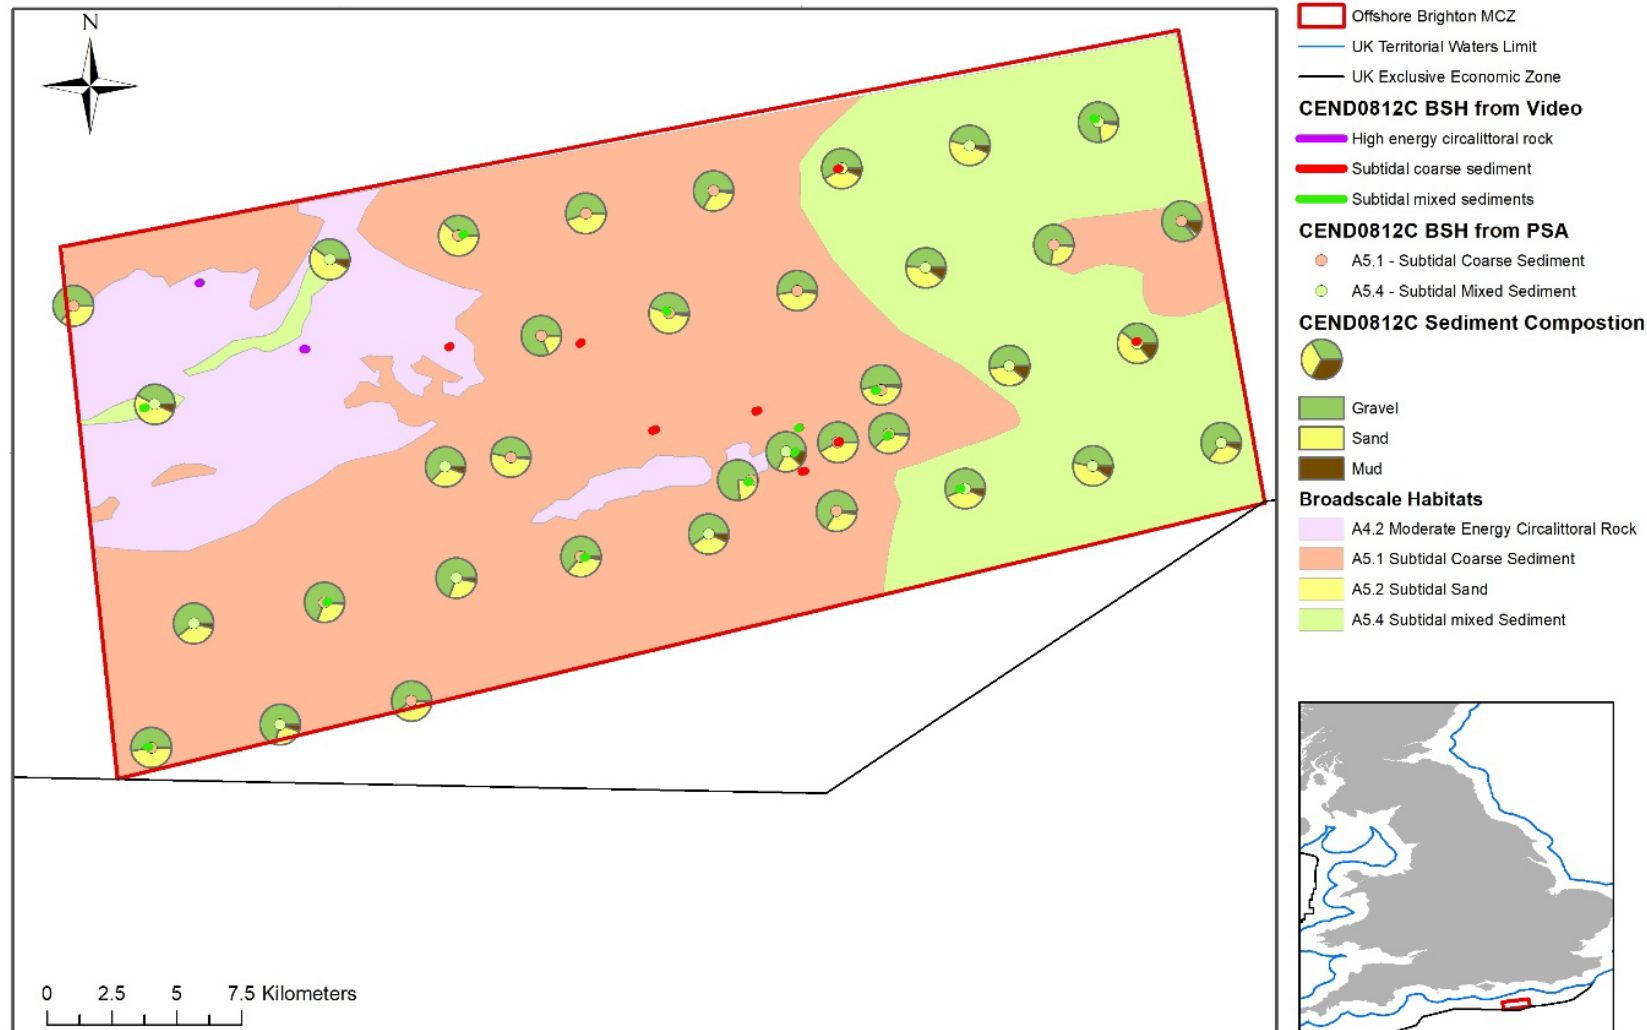 N
0 2.5 5 7.5 Kilometers
Offshore Brighton MCZ
UK Territorial Waters Limit
UK Exclusive Economic Zone
CEND0812C BSH from Video
High energy circalittoral rock
Subtidal coarse sediment
Subtidal mixed sediments
CEND0812C BSH from PSA
A5.1 - Subtidal Coarse Sediment
A5.4 - Subtidal Mixed Sediment
CEND0812C Sediment Compostion
Gravel
Sand
Mud
Broadscale Habitats
A4.2 Moderate Energy Circalittoral Rock
A5.1 Subtidal Coarse Sediment
A5.2 Subtidal Sand
A5.4 Subtidal mixed Sediment